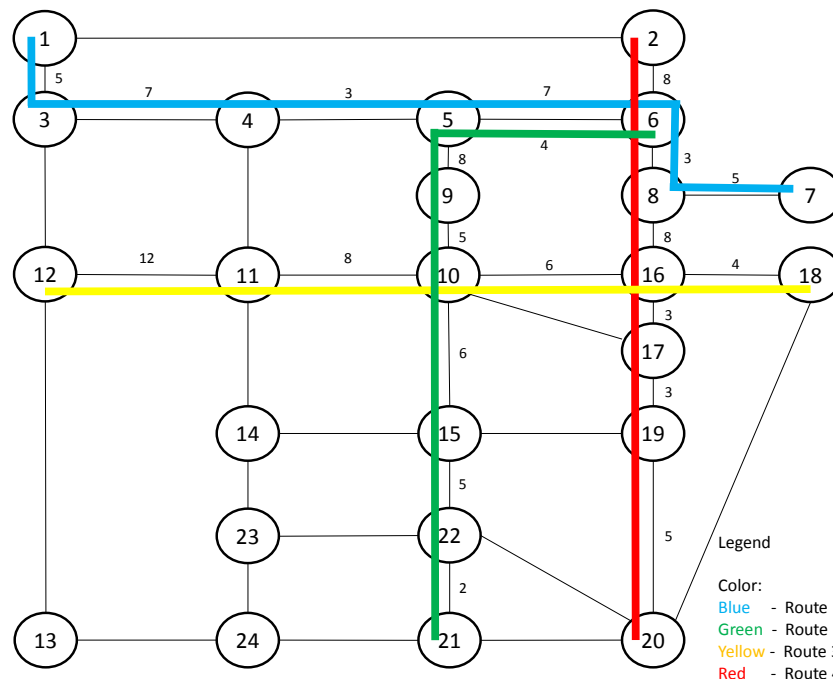 1 2
5 8
7 3 7
3 4 5 6
4
8 3 5
9 8 7
5 8
12 8 6 4
12 11 10 16 18
3
17
6 3
14 15 19
5
23 22 5
Legend
2
Color:
Blue - Route
13 24 21 20
Green - Route
Yellow - Route 3
Red - Route